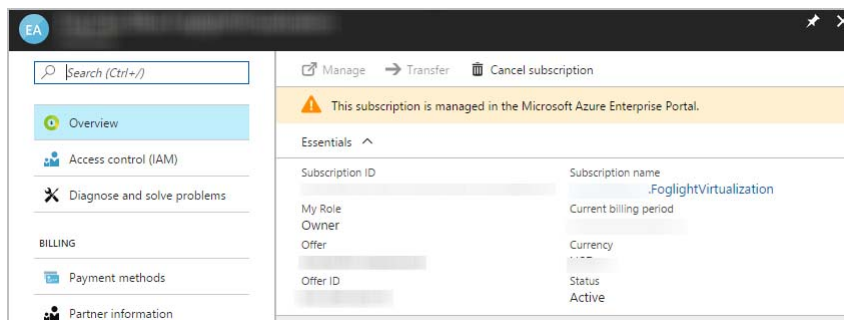 EA
Search (Ctrl+/)
Manage Transfer Cancel subscription
This subscription is managed in the Microsoft Azure Enterprise Portal.
Overview
Essentials
Access control (IAM)
Subscription ID Subscription name
.FoglightVirtualization
Diagnose and solve problems
My Role Current billing period
Owner
BILLING
Offer Currency
Payment methods
Offer ID Status
Active
Partner information